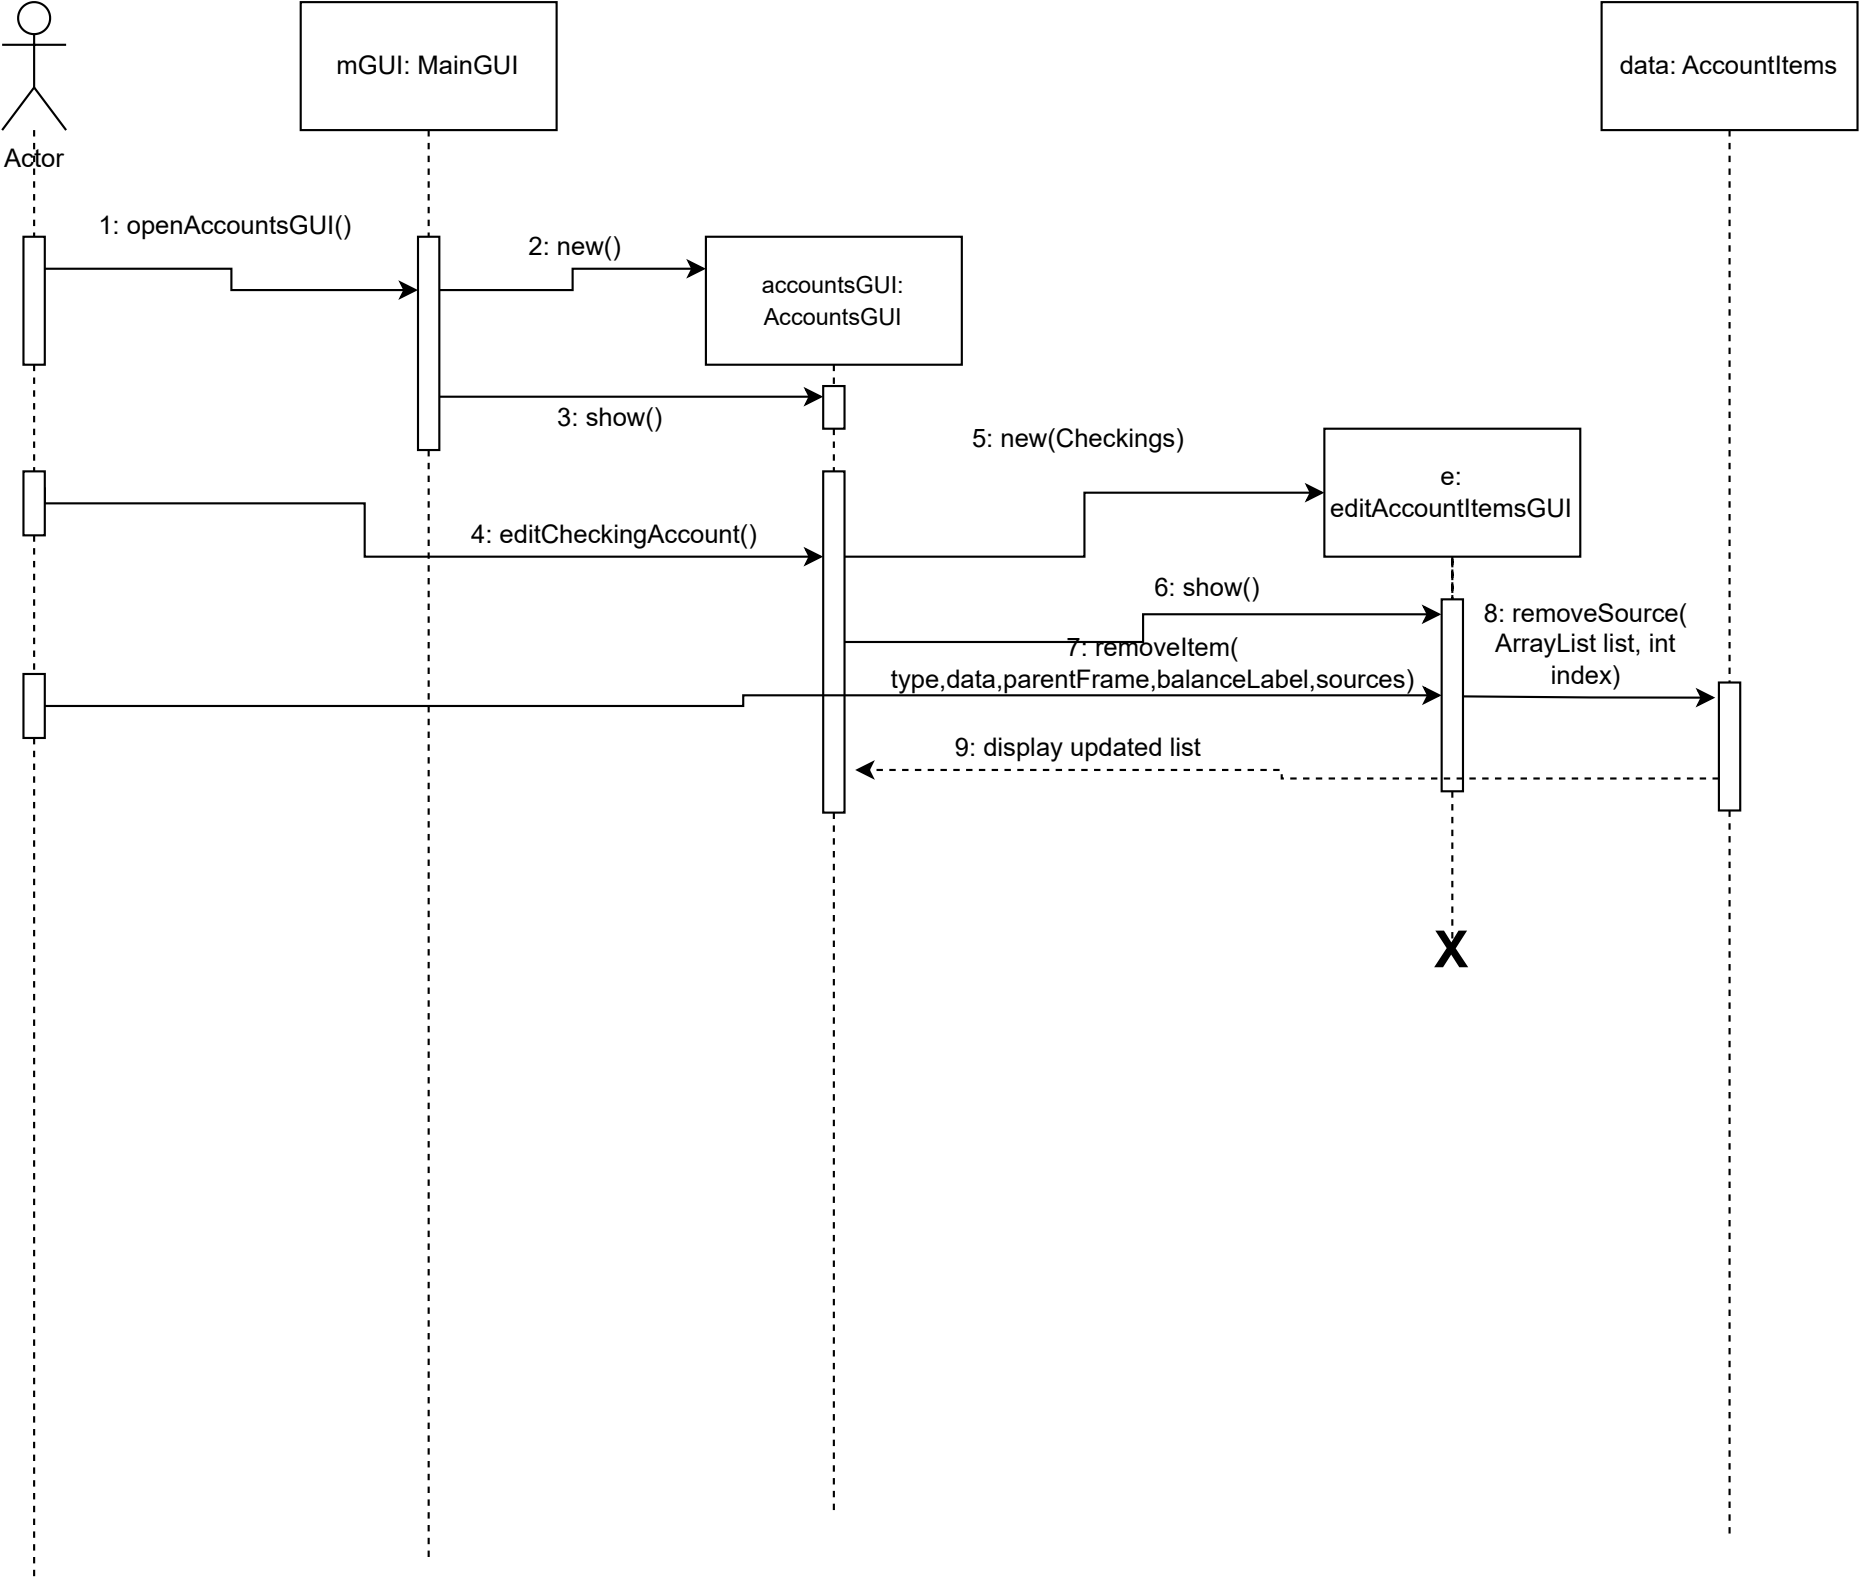 mGUI: MainGUI
data: AccountItems
Actor
1: openAccountsGUI()
2: new()
accountsGUI:
AccountsGUI
3: show()
5: new(Checkings)
e:
editAccountItemsGUI
4: editCheckingAccount()
6: show()
8: removeSource(
ArrayList list, int
index)
7: removeItem(
type,data,parentFrame,balanceLabel,sources)
9: display updated list
X